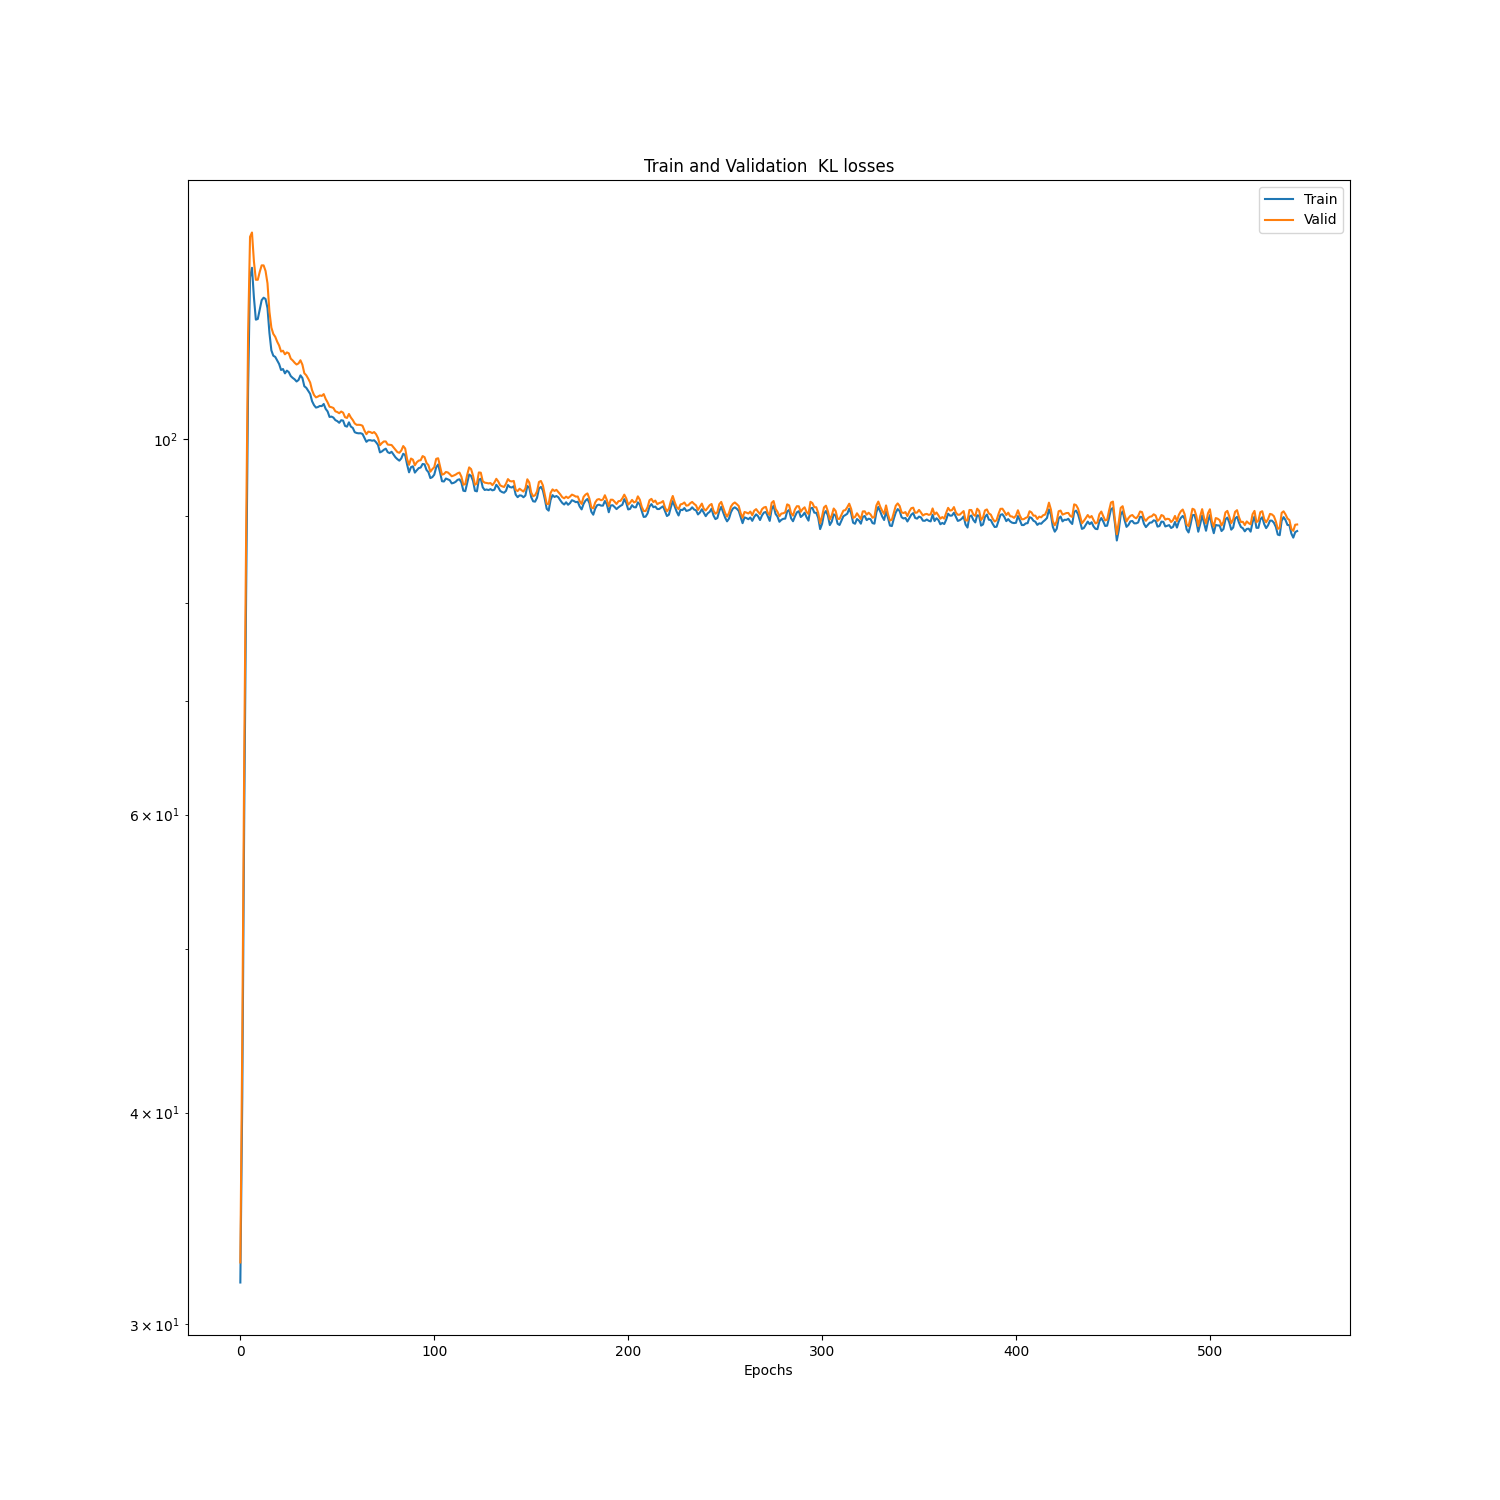 Train and Validation  KL losses
Train
Valid
10²
6 × 10¹
4 × 10¹
3 × 10¹
0 100 200 300 400 500
Epochs